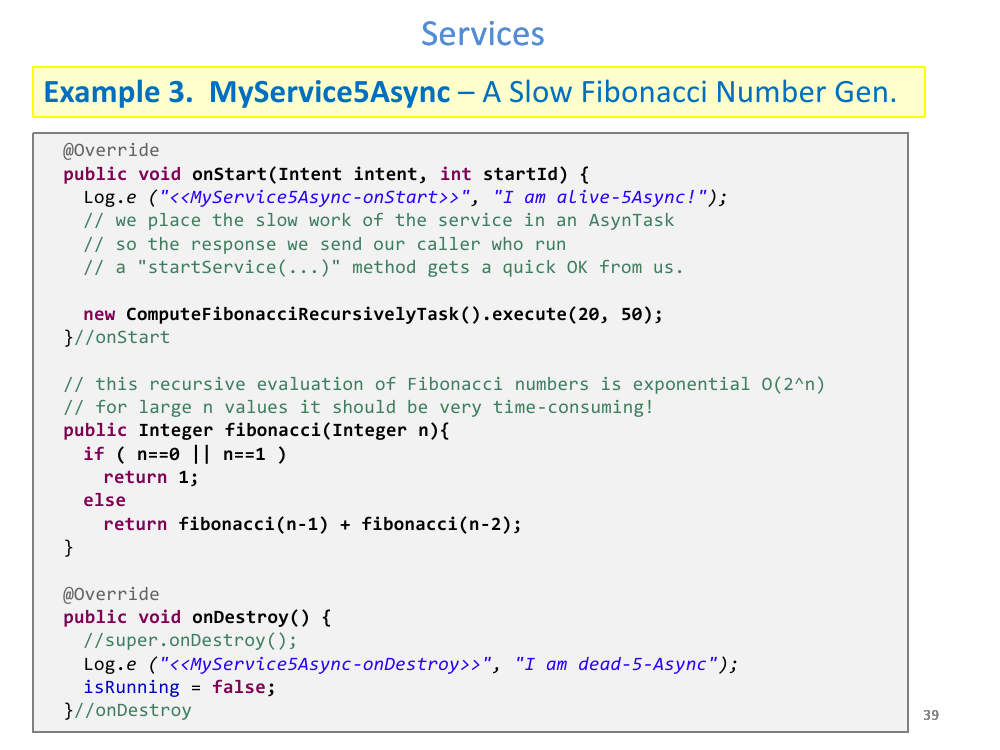 Services
Example 3. MyService5Async – A Slow Fibonacci Number Gen.
@Override
public void onStart(Intent intent, int startId) {
Log.e ("<<MyService5Async-onStart>>", "I am alive-5Async!");
// we place the slow work of the service in an AsynTask
// so the response we send our caller who run
// a "startService(...)" method gets a quick OK from us.
new ComputeFibonacciRecursivelyTask().execute(20, 50);
}//onStart
// this recursive evaluation of Fibonacci numbers is exponential O(2^n)
// for large n values it should be very time-consuming!
public Integer fibonacci(Integer n){
if ( n==0 || n==1 )
return 1;
else
return fibonacci(n-1) + fibonacci(n-2);
}
@Override
public void onDestroy() {
//super.onDestroy();
Log.e ("<<MyService5Async-onDestroy>>", "I am dead-5-Async");
isRunning = false;
}//onDestroy
39